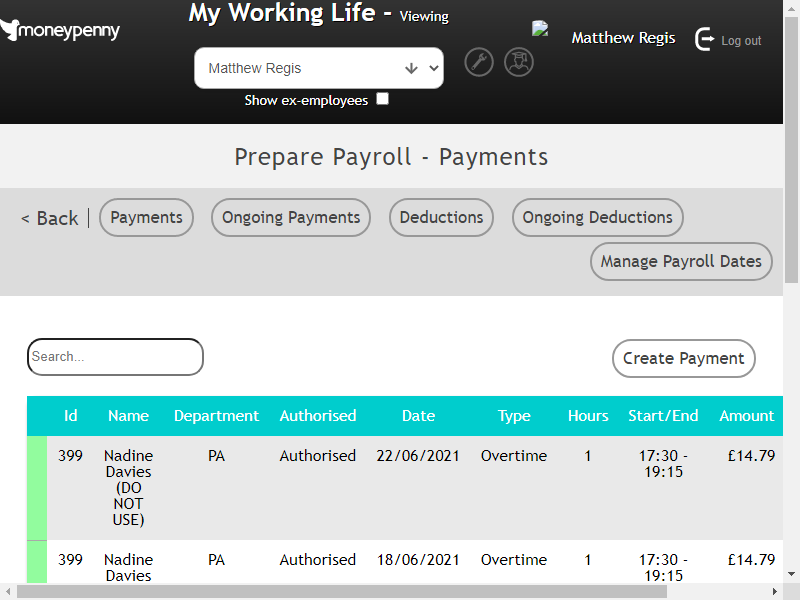 moneypenny
My Working Life - Viewing
Matthew Regis
Log out
Matthew Regis
Show ex-employees
Prepare Payroll - Payments
< Back
Payments
Ongoing Payments
Deductions
Ongoing Deductions
Manage Payroll Dates
Search...
Create Payment
Id Name Department Authorised Date Type Hours Start/End Amount
399 Nadine PA Authorised 22/06/2021 Overtime 1 17:30 - £14.79
Davies 19:15
(DO
NOT
USE)
399 Nadine PA Authorised 18/06/2021 Overtime 1 17:30 - £14.79
Davies 19:15